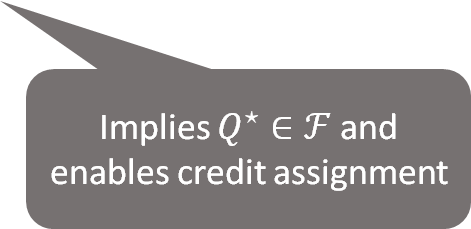 Implies Q⋆ ∈ ℱ and
enables credit assignment